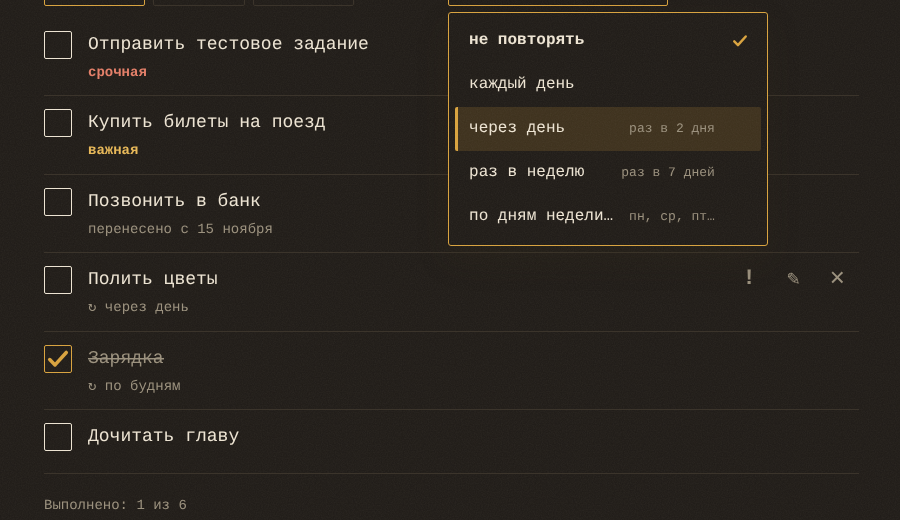 Отправить тестовое задание
срочная
не повторять
каждый день
через день раз в 2 дня
раз в неделю раз в 7 дней
по дням недели… пн, ср, пт…
Купить билеты на поезд
важная
Позвонить в банк
перенесено с 15 ноября
Полить цветы
! ✎ ✕
↻ через день
Зарядка
↻ по будням
Дочитать главу
Выполнено: 1 из 6